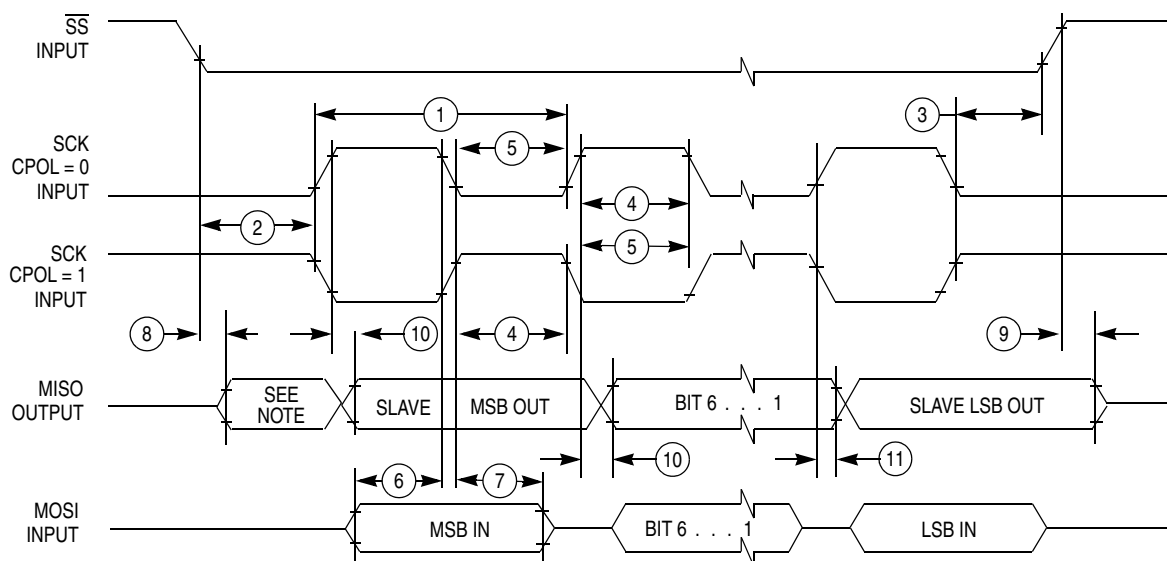 SS
INPUT
1
3
SCK
CPOL = 0
INPUT
5
4
2
5
SCK
CPOL = 1
INPUT
8
10
4
9
MISO
OUTPUT
SEE
NOTE
SLAVE
MSB OUT
BIT 6 . . . 1
SLAVE LSB OUT
10
11
6
7
MOSI
INPUT
MSB IN
BIT 6 . . . 1
LSB IN